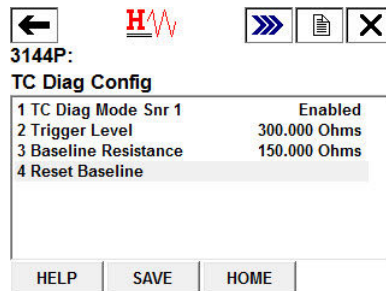 H
3144P:
TC Diag Config
1 TC Diag Mode Snr 1 Enabled
2 Trigger Level 300.000 Ohms
3 Baseline Resistance 150.000 Ohms
4 Reset Baseline
HELP SAVE HOME